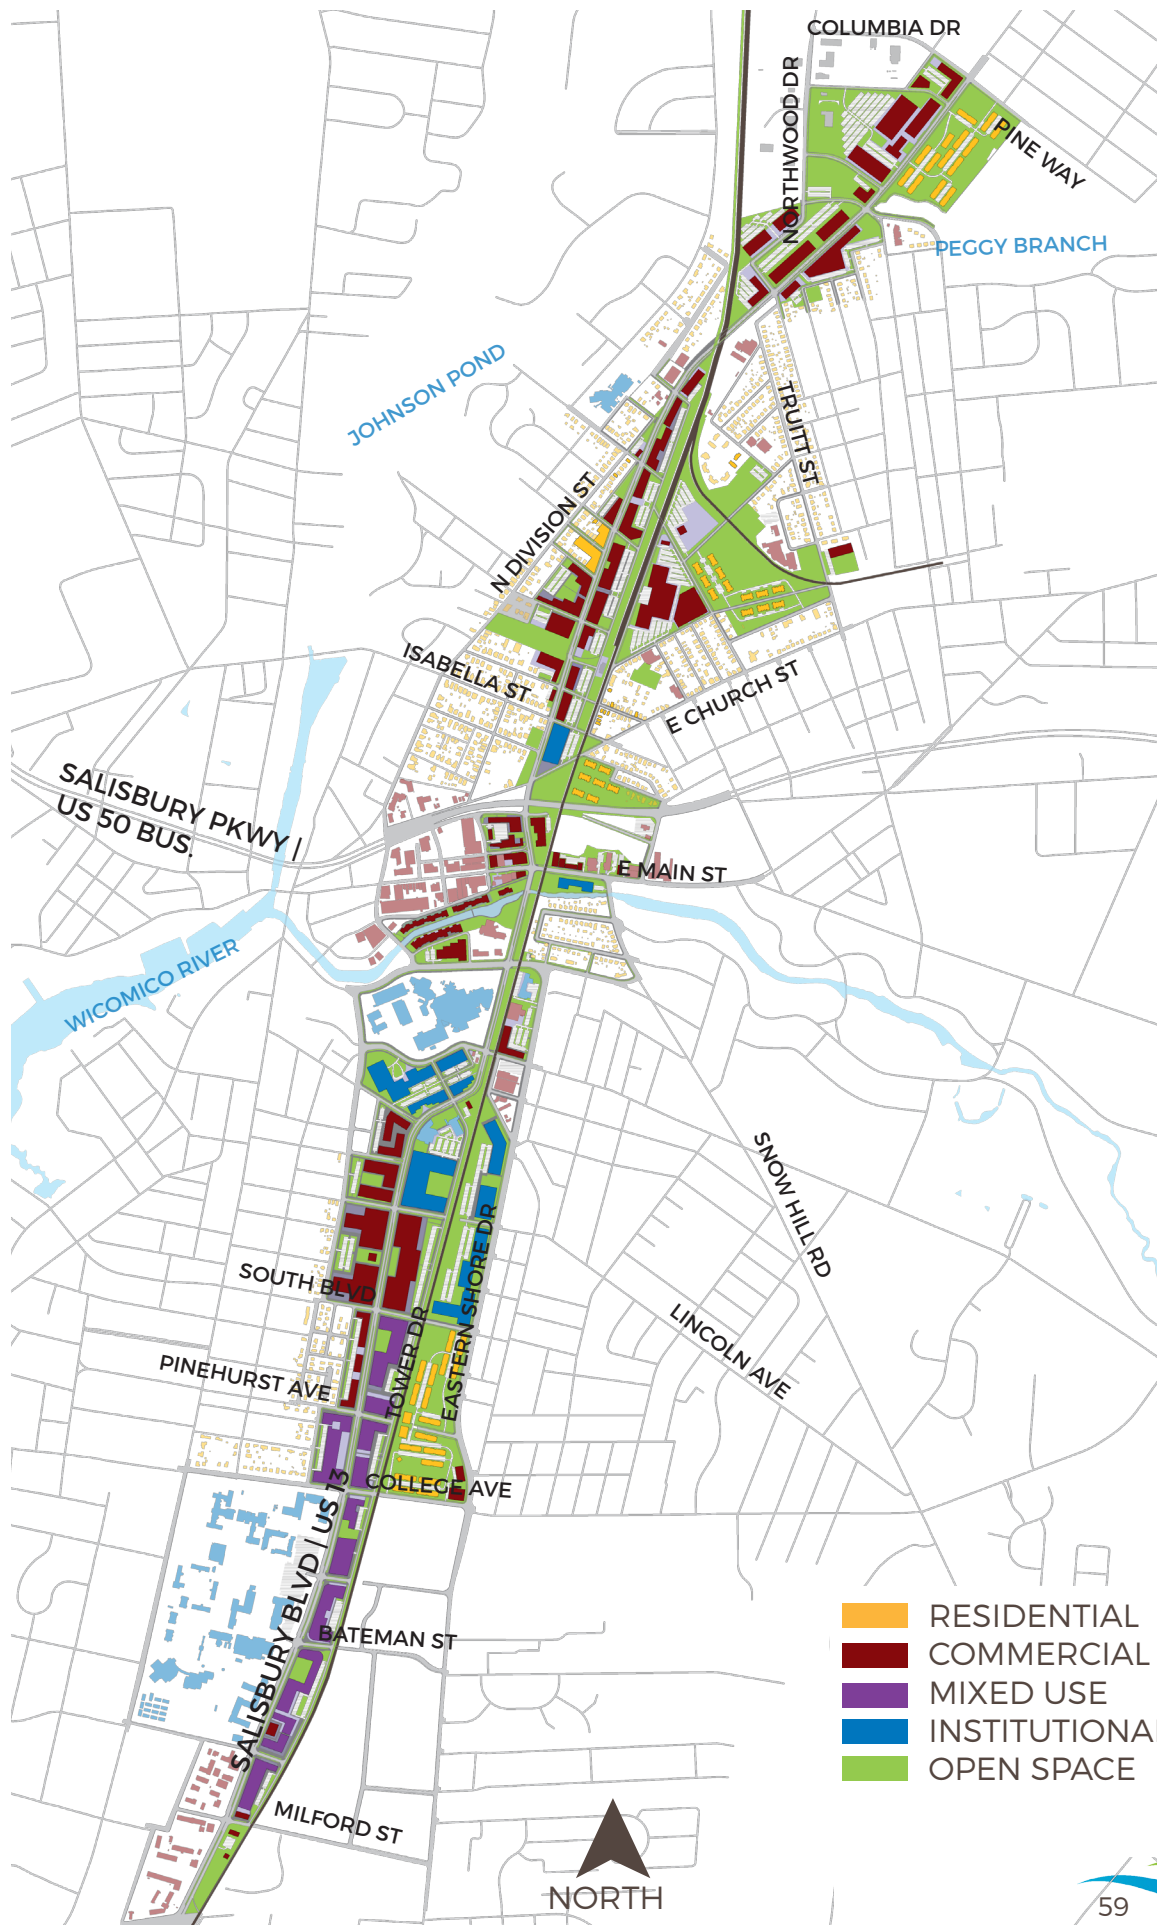 COLUMBIA DR
NORTHWOOD DR
PINE WAY
PEGGY BRANCH
JOHNSON POND
TRUITT ST
N DIVISION ST
ISABELLA ST
E CHURCH ST
SALISBURY PKWY |
US 50 BUS.
E MAIN ST
WICOMICO RIVER
SNOW HILL RD
EASTERN SHORE DR
SOUTH BLVD
TOWER DR
LINCOLN AVE
PINEHURST AVE
COLLEGE AVE
SALISBURY BLVD | US 13
BATEMAN ST
RESIDENTIAL
COMMERCIAL
MIXED USE
INSTITUTIONA
OPEN SPACE
MILFORD ST
NORTH
59